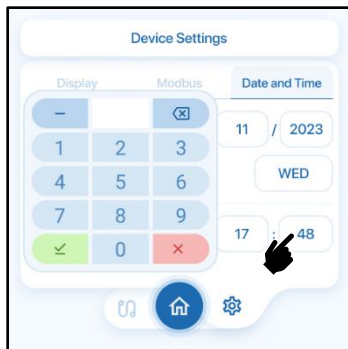 Device Settings
Display Modbus Date and Time
–
1 2 3 11 / 2023
4 5 6 WED
7 8 9
0 17 : 48